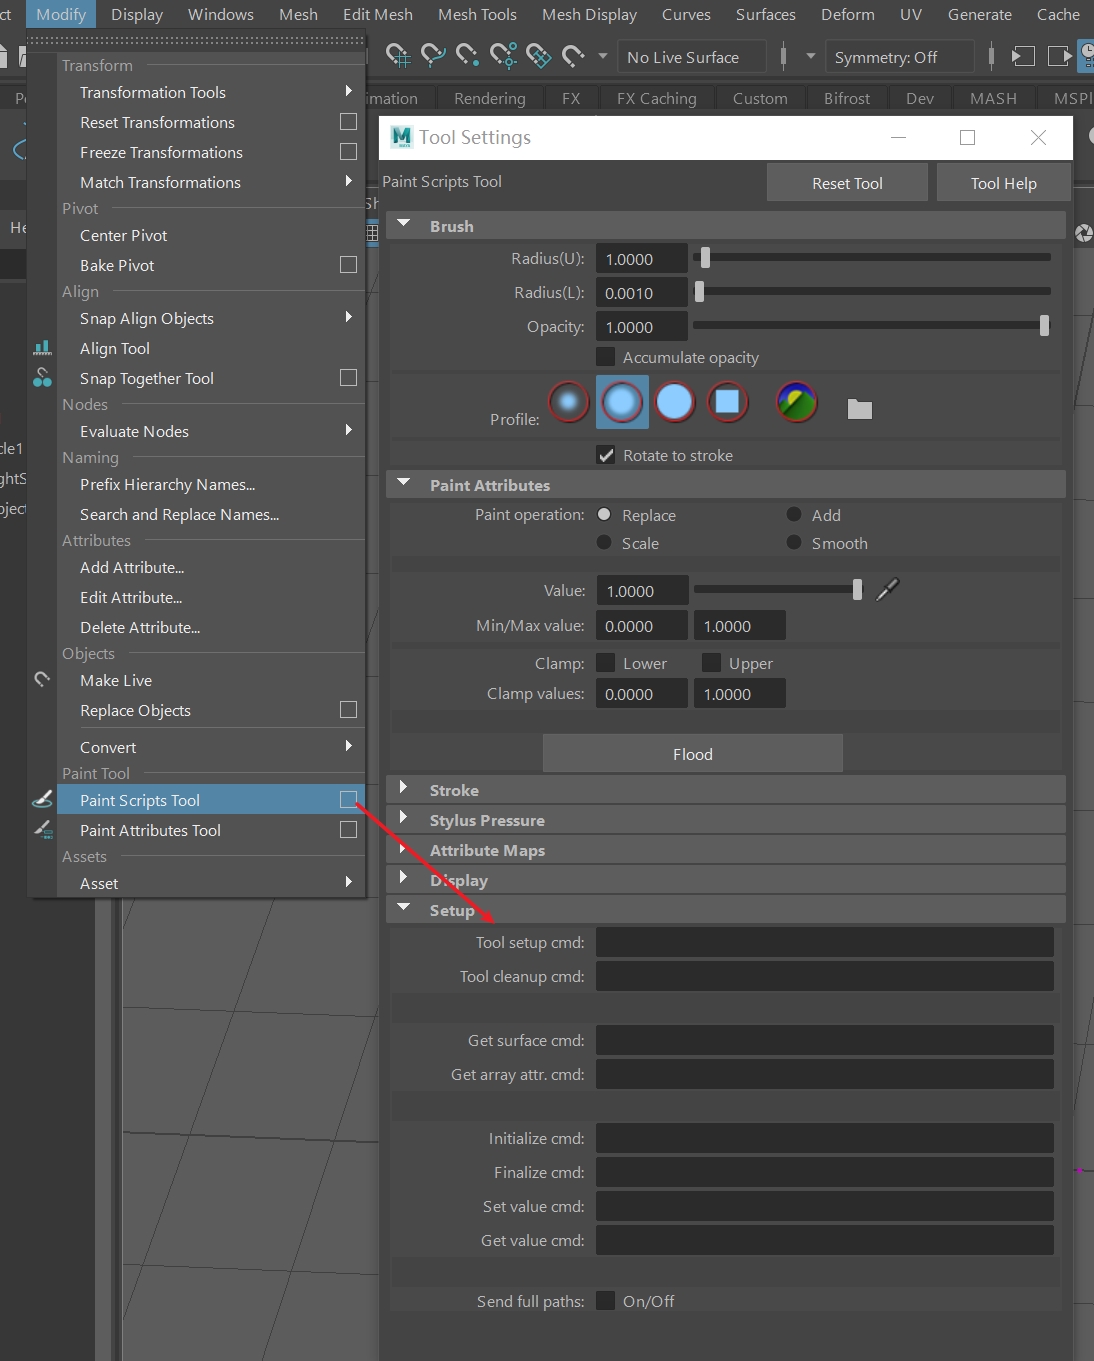 ct Modify Display Windows Mesh Edit Mesh Mesh Tools Mesh Display Curves Surfaces Deform UV Generate Cache
No Live Surface Symmetry: Off
Po imation Rendering FX FX Caching Custom Bifrost Dev MASH MSPl
Transform
Transformation Tools
Reset Transformations
Freeze Transformations
Match Transformations
Pivot
Center Pivot
Bake Pivot
Align
Snap Align Objects
Align Tool
Snap Together Tool
Nodes
Evaluate Nodes
Naming
Prefix Hierarchy Names...
Search and Replace Names...
Attributes
Add Attribute...
Edit Attribute...
Delete Attribute...
Objects
Make Live
Replace Objects
Convert
Paint Tool
Paint Scripts Tool
Paint Attributes Tool
Assets
Asset
He
cle1
ghtS
bject
Sh
M Tool Settings
Paint Scripts Tool Reset Tool Tool Help
Brush
Radius(U): 1.0000
Radius(L): 0.0010
Opacity: 1.0000
Accumulate opacity
Profile:
Rotate to stroke
Paint Attributes
Paint operation: Replace Add
Scale Smooth
Value: 1.0000
Min/Max value: 0.0000 1.0000
Clamp: Lower Upper
Clamp values: 0.0000 1.0000
Flood
Stroke
Stylus Pressure
Attribute Maps
Display
Setup
Tool setup cmd:
Tool cleanup cmd:
Get surface cmd:
Get array attr. cmd:
Initialize cmd:
Finalize cmd:
Set value cmd:
Get value cmd:
Send full paths: On/Off